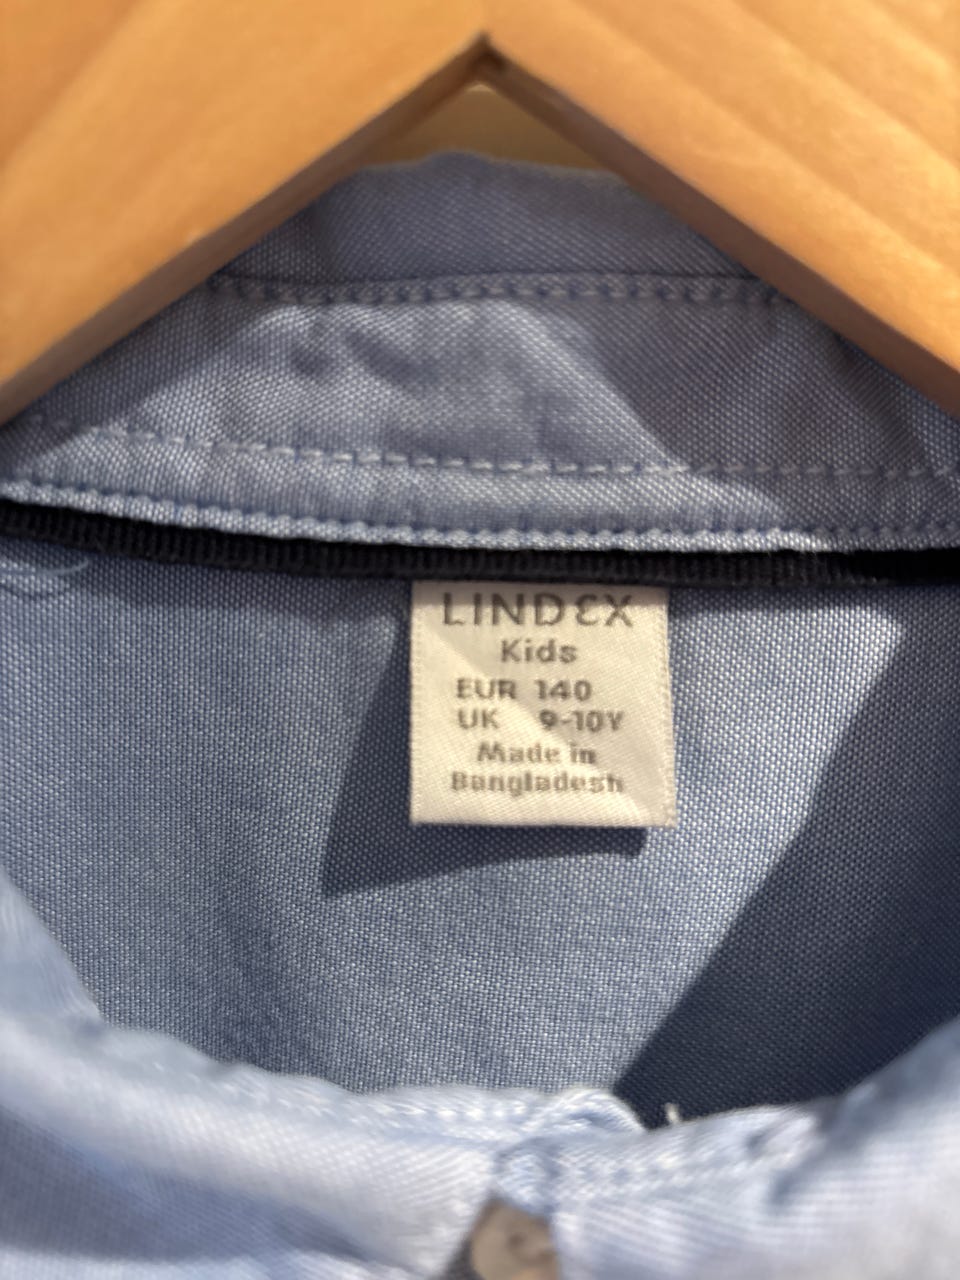 LINDEX
Kids
EUR 140
UK 9-10Y
Made in
Bangladesh